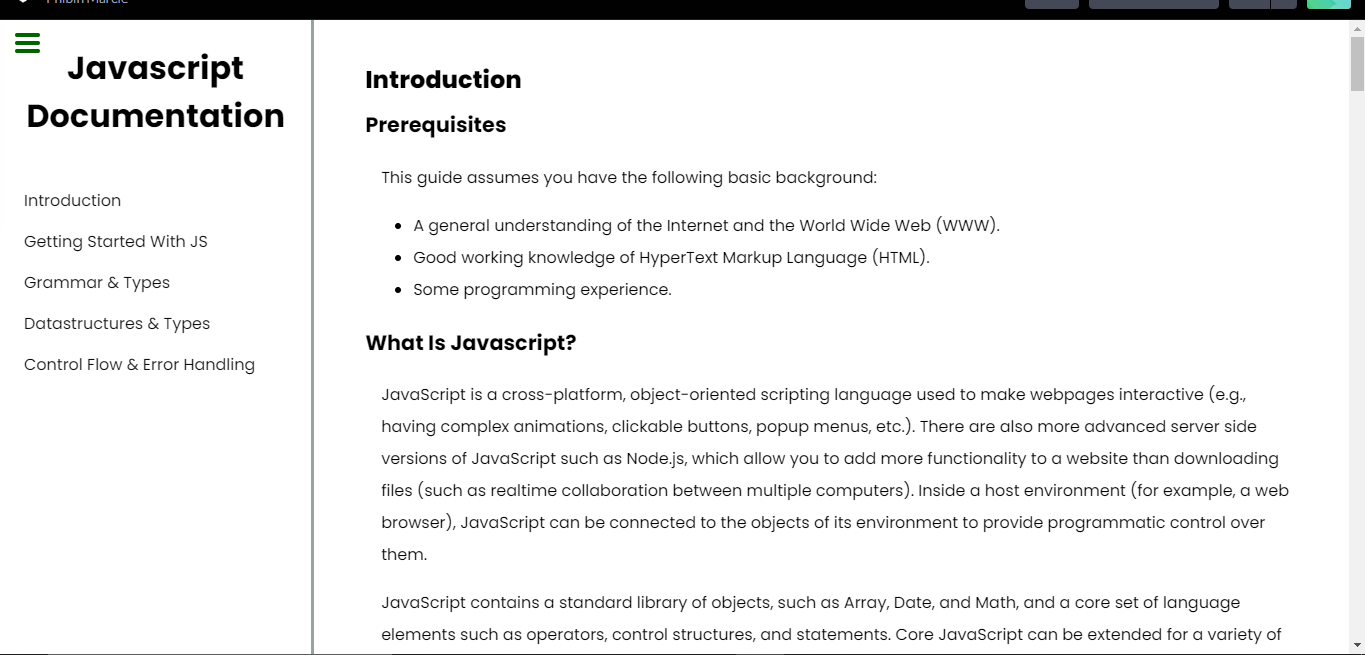 Javascript
Documentation
Introduction
Getting Started With JS
Grammar & Types
Datastructures & Types
Control Flow & Error Handling
Introduction
Prerequisites
This guide assumes you have the following basic background:
A general understanding of the Internet and the World Wide Web (WWW).
Good working knowledge of HyperText Markup Language (HTML).
Some programming experience.
What Is Javascript?
JavaScript is a cross-platform, object-oriented scripting language used to make webpages interactive (e.g.,
having complex animations, clickable buttons, popup menus, etc.). There are also more advanced server side
versions of JavaScript such as Node.js, which allow you to add more functionality to a website than downloading
files (such as realtime collaboration between multiple computers). Inside a host environment (for example, a web
browser), JavaScript can be connected to the objects of its environment to provide programmatic control over
them.
JavaScript contains a standard library of objects, such as Array, Date, and Math, and a core set of language
elements such as operators, control structures, and statements. Core JavaScript can be extended for a variety of